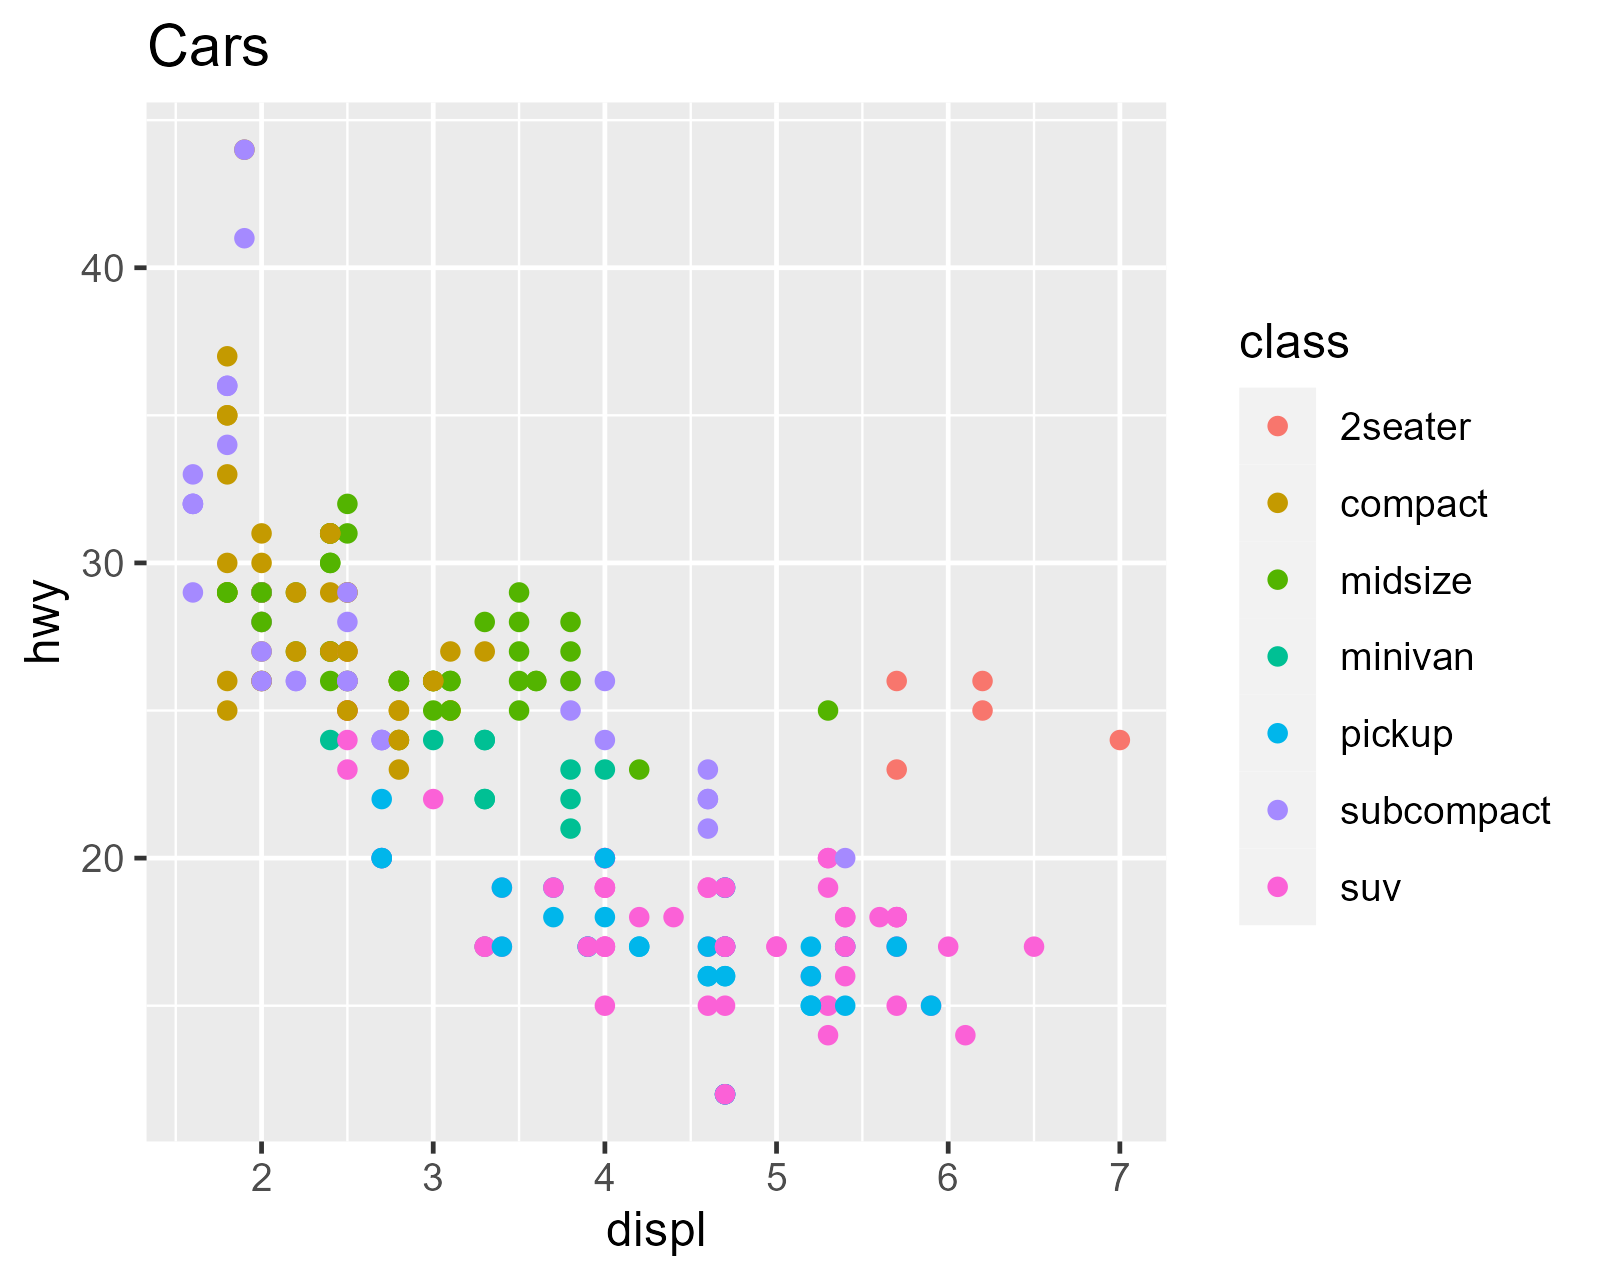 Cars
hwy
40
30
20
2 3 4 5 6 7
displ
class
2seater
compact
midsize
minivan
pickup
subcompact
suv